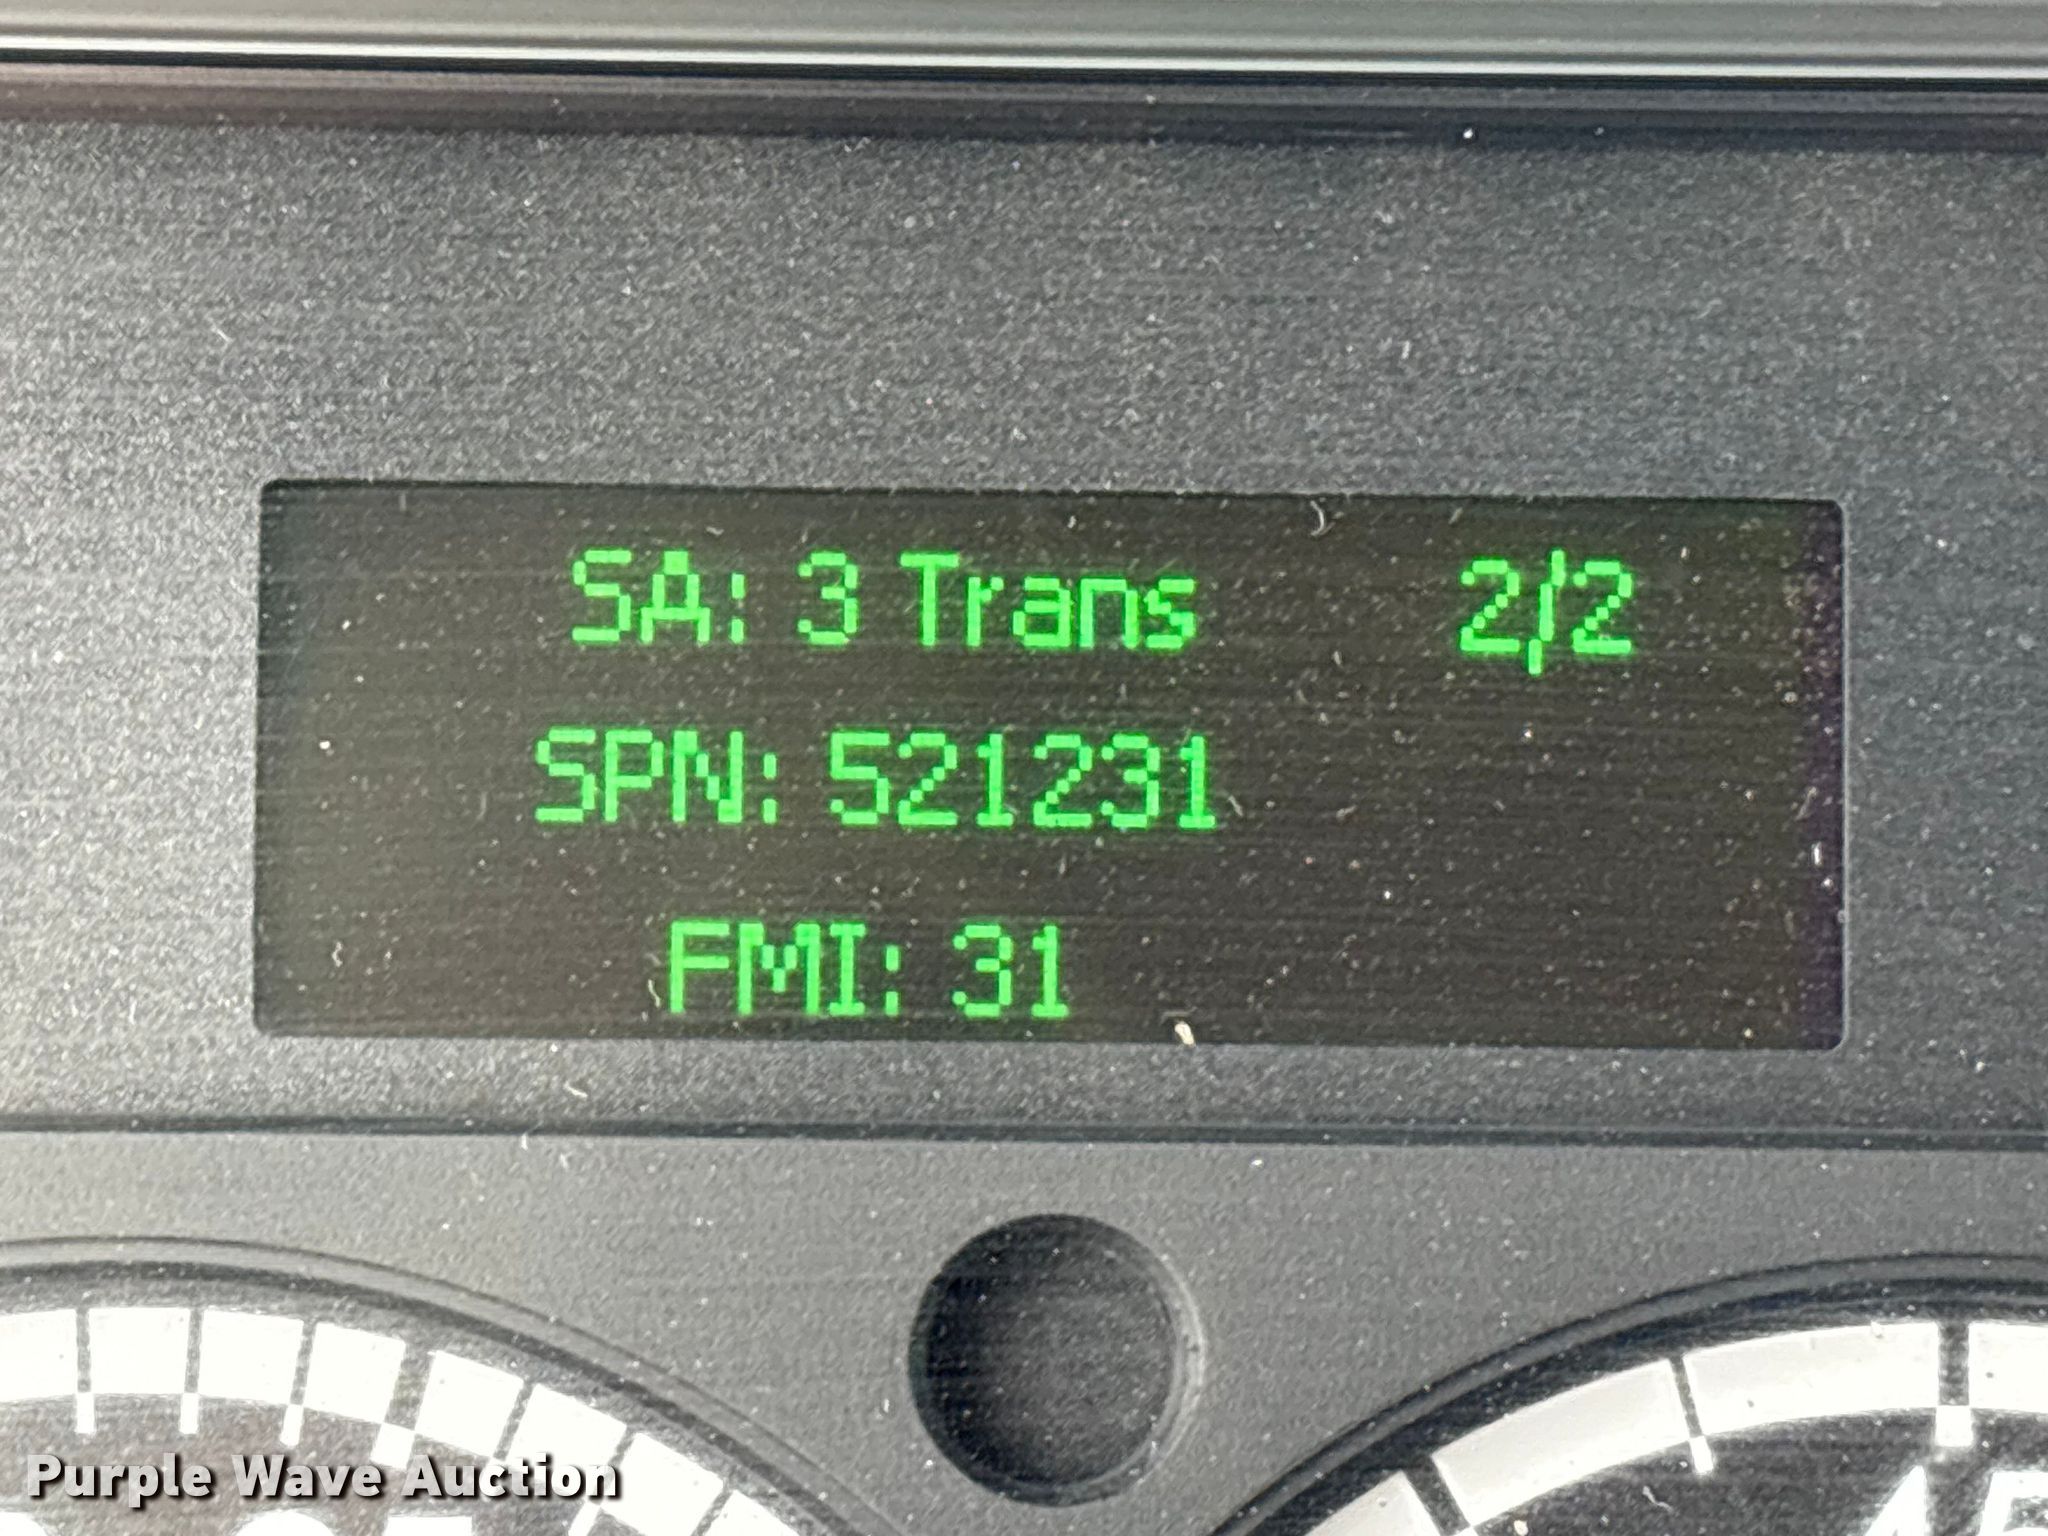 SA: 3 Trans 2/2
SPN: 521231
FMI: 31
Purple Wave Auction